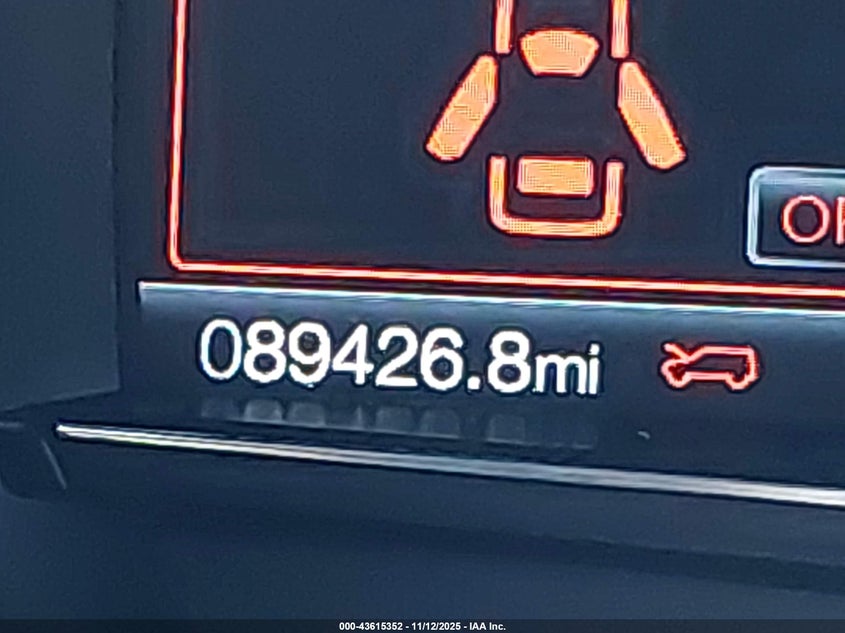 089426.8mi
000-43615352 - 11/12/2025 - IAA Inc.